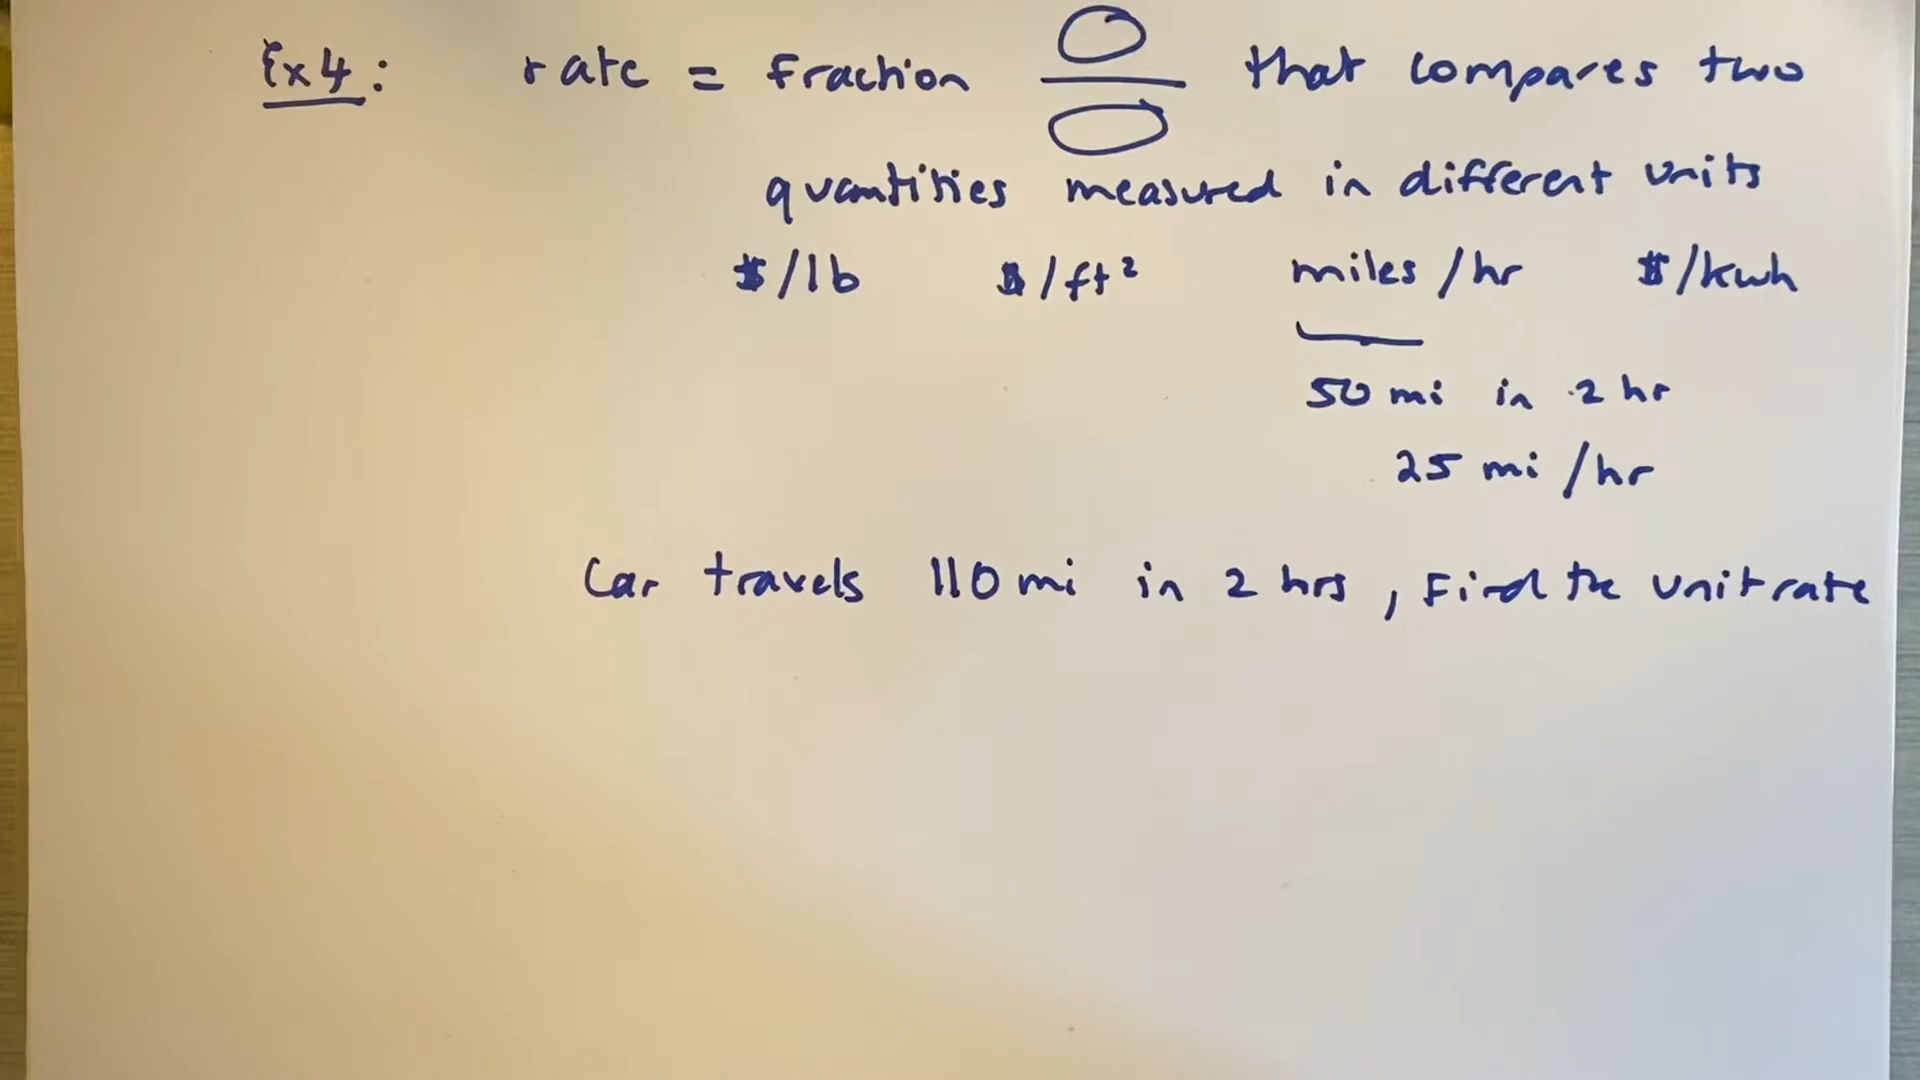 Ex4: rate = fraction that compares two
quantities measured in different units
$/lb $/ft² miles/hr $/kwh
50 mi in 2 hr
25 mi/hr
Car travels 110 mi in 2 hrs, Find the unit rate